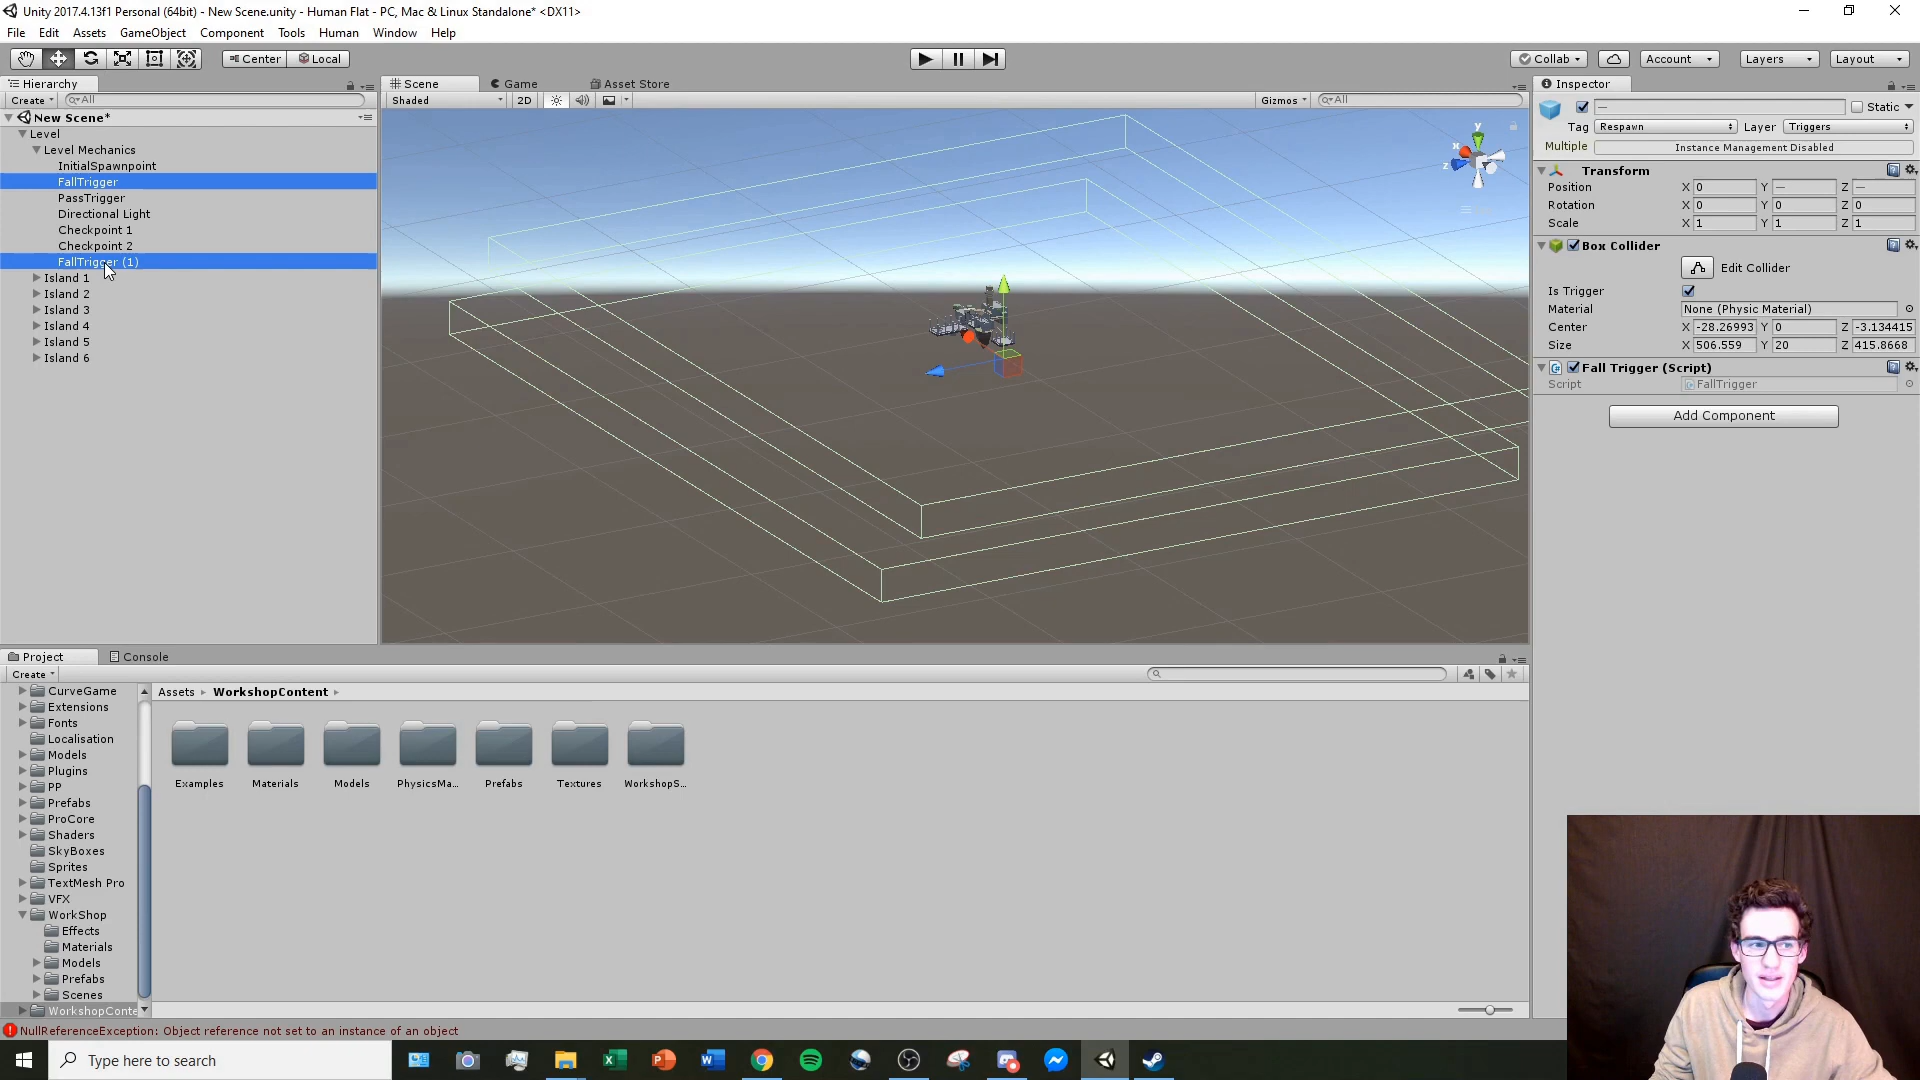 Unity 2017.4.13f1 Personal (64bit) - New Scene.unity - Human Flat - PC, Mac & Linux Standalone* <DX11>
File Edit Assets GameObject Component Tools Human Window Help
Center Local Collab Account Layers Layout
Hierarchy Scene Game Asset Store Inspector
Create All Shaded 2D Gizmos All Static
New Scene*
Tag Respawn Layer Triggers
Level
Level Mechanics Multiple Instance Management Disabled
InitialSpawnpoint Transform
FallTrigger Position X 0 Y — Z —
PassTrigger Rotation X 0 Y 0 Z 0
Directional Light Scale X 1 Y 1 Z 1
Checkpoint 1
Checkpoint 2 Box Collider
FallTrigger (1) Edit Collider
Island 1 Is Trigger
Island 2 Material None (Physic Material)
Island 3 Center X -28.26993 Y 0 Z -3.134415
Island 4 Size X 506.559 Y 20 Z 415.8668
Island 5 Fall Trigger (Script)
Island 6 Script FallTrigger
Add Component
y
x
z
Project Console
Create
Assets WorkshopContent
CurveGame
Extensions
Fonts
Localisation
Models
Plugins
PP
Prefabs
ProCore
Shaders
SkyBoxes
Sprites
TextMesh Pro
VFX
WorkShop
Effects
Materials
Models
Prefabs
Scenes
WorkshopConte
Examples Materials Models PhysicsMa... Prefabs Textures WorkshopS...
NullReferenceException: Object reference not set to an instance of an object
Type here to search